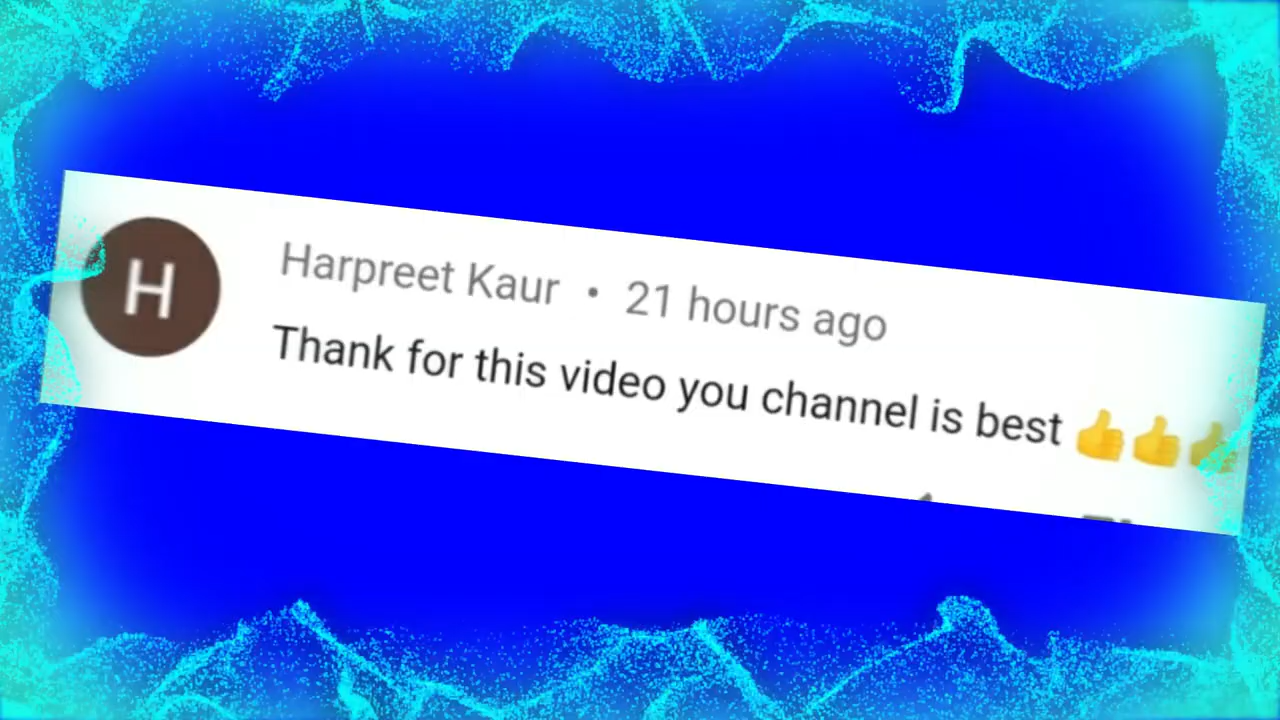 H
Harpreet Kaur • 21 hours ago
Thank for this video you channel is best 👍👍👍